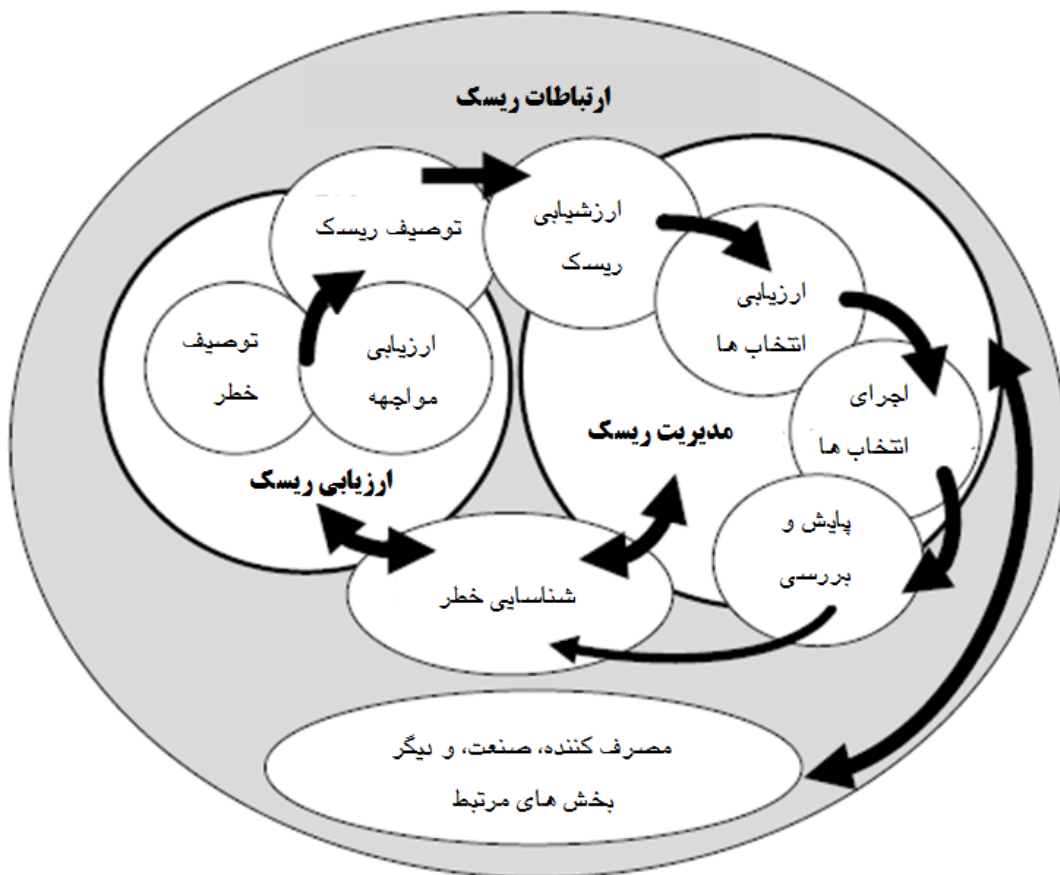 ارتباطات ریسک
ارزشیابی
ریسک
توصیف ریسک
ارزیابی
انتخاب ها
توصیف
خطر
ارزیابی
مواجهه
اجرای
انتخاب ها
مدیریت ریسک
ارزیابی ریسک
پایش و
بررسی
شناسایی خطر
مصرف کننده، صنعت، و دیگر
بخش های مرتبط